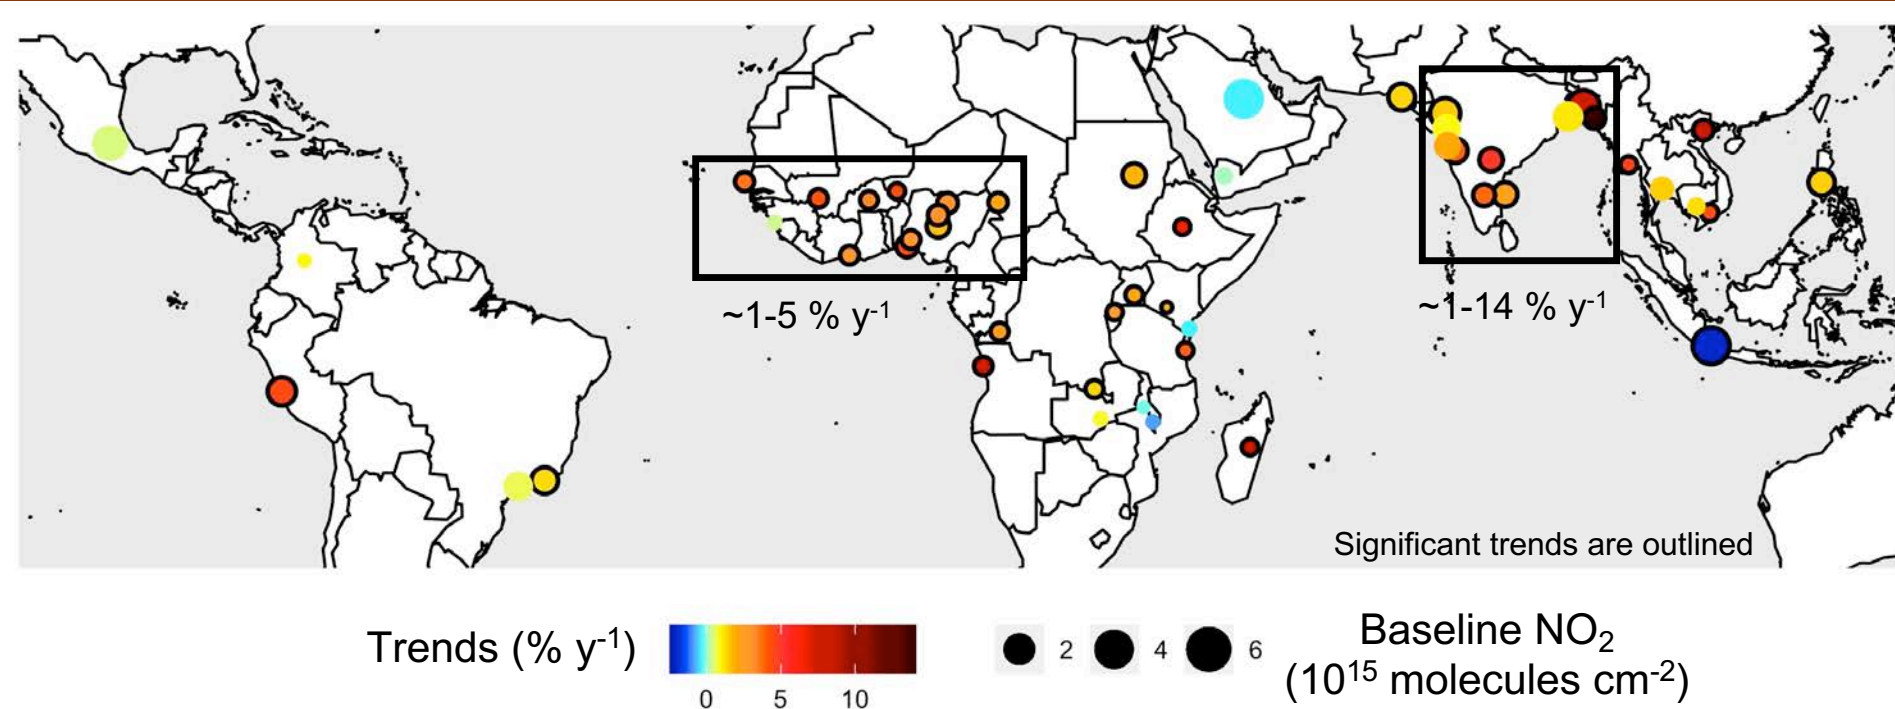 ~1-5 % y-1
~1-14 % y-1
Significant trends are outlined
Trends (% y-1)
0 5 10
2 4 6
Baseline NO2
(1015 molecules cm-2)